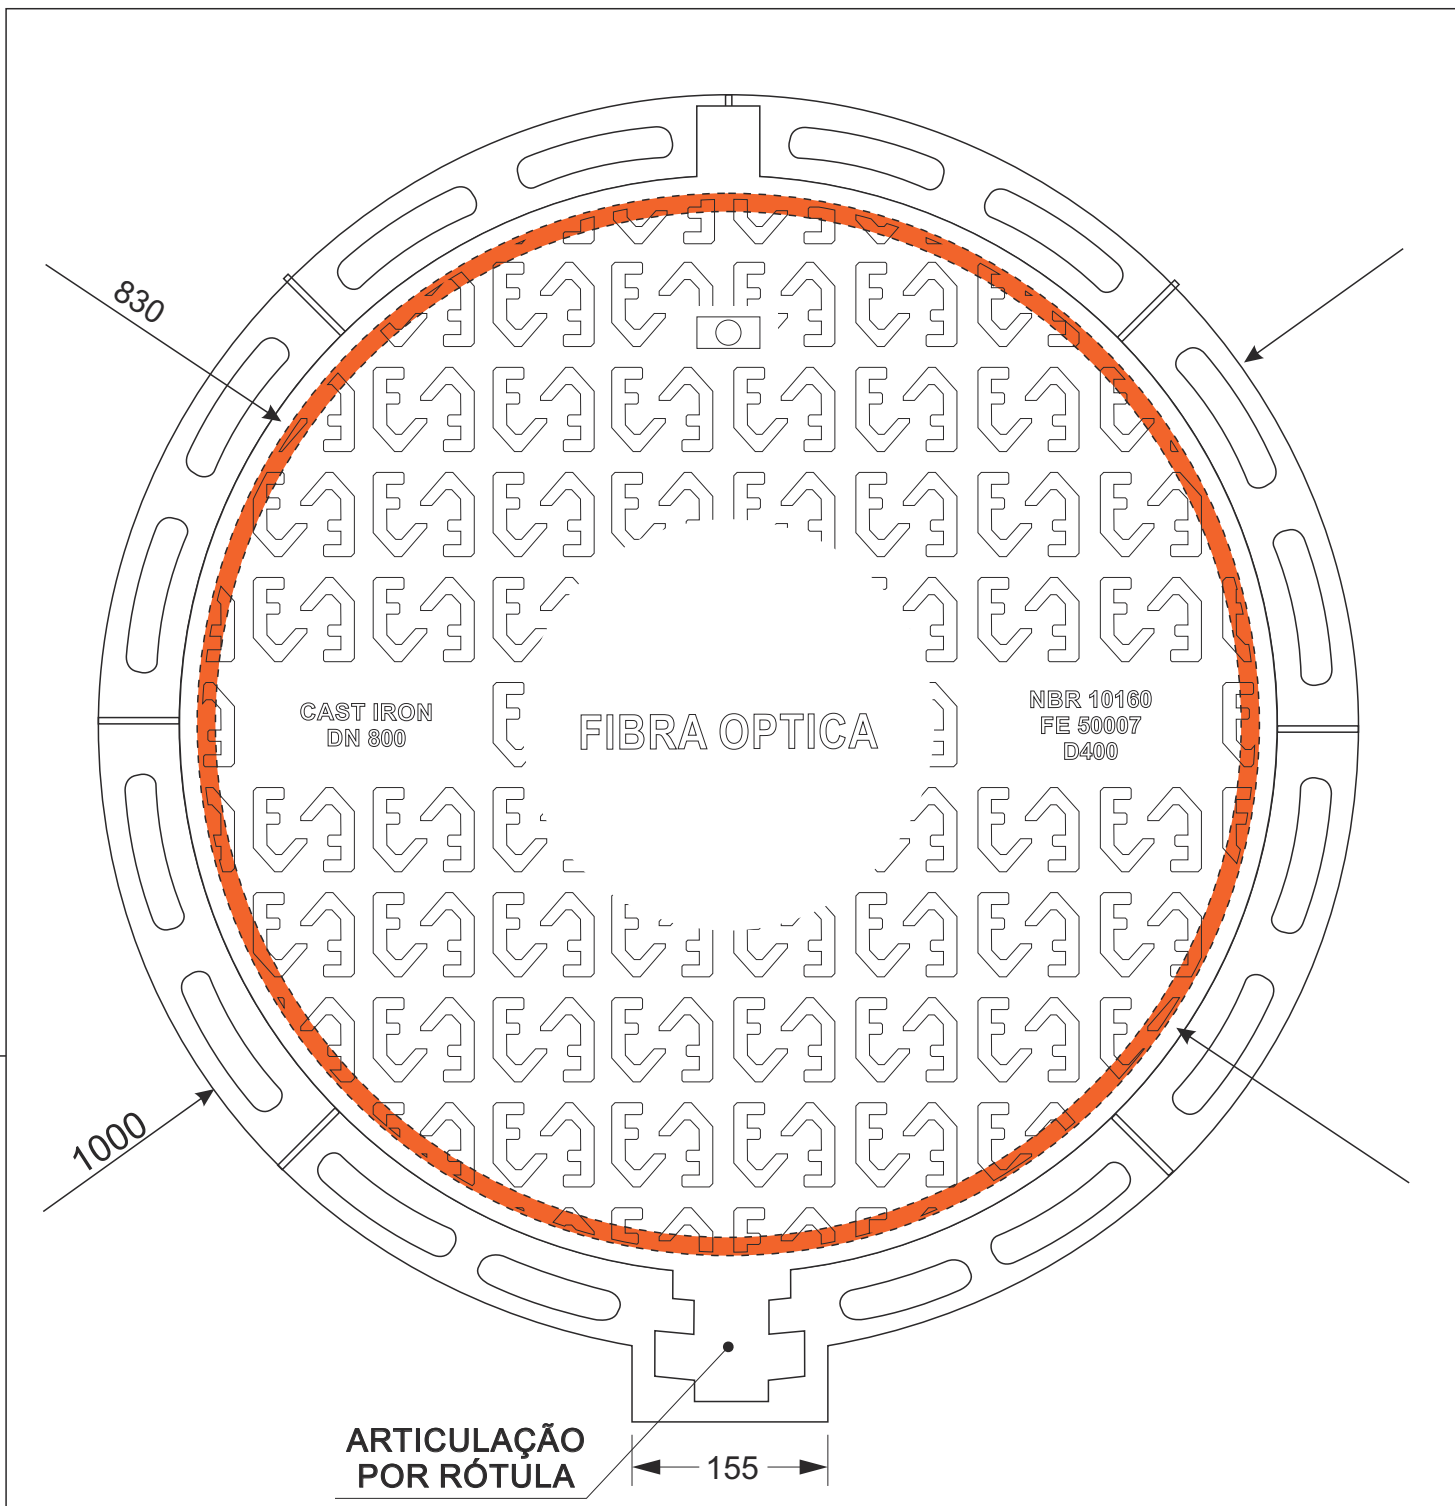 830
CAST IRON
DN 800
FIBRA OPTICA
NBR 10160
FE 50007
D400
1000
ARTICULAÇÃO
POR RÓTULA
155